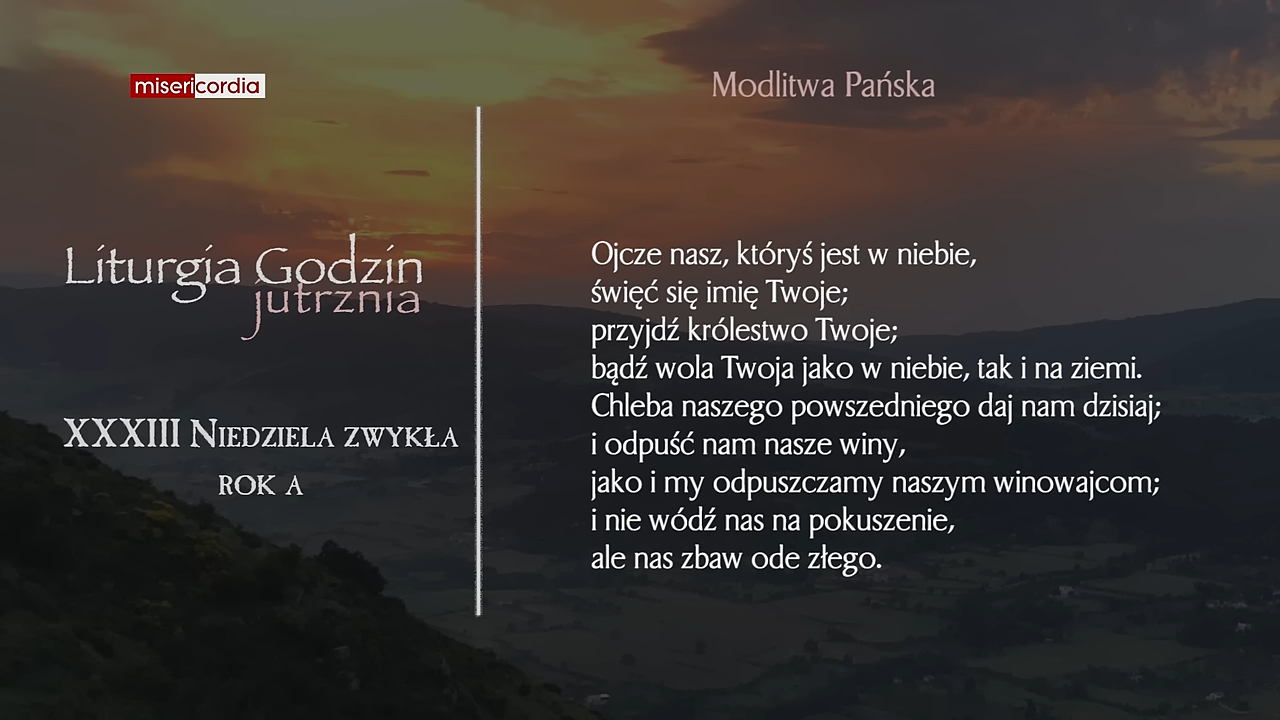 misericordia
Liturgia Godzin
jutrznia
XXXIII Niedziela zwykła
rok A
Modlitwa Pańska
Ojcze nasz, któryś jest w niebie,
święć się imię Twoje;
przyjdź królestwo Twoje;
bądź wola Twoja jako w niebie, tak i na ziemi.
Chleba naszego powszedniego daj nam dzisiaj;
i odpuść nam nasze winy,
jako i my odpuszczamy naszym winowajcom;
i nie wódź nas na pokuszenie,
ale nas zbaw ode złego.